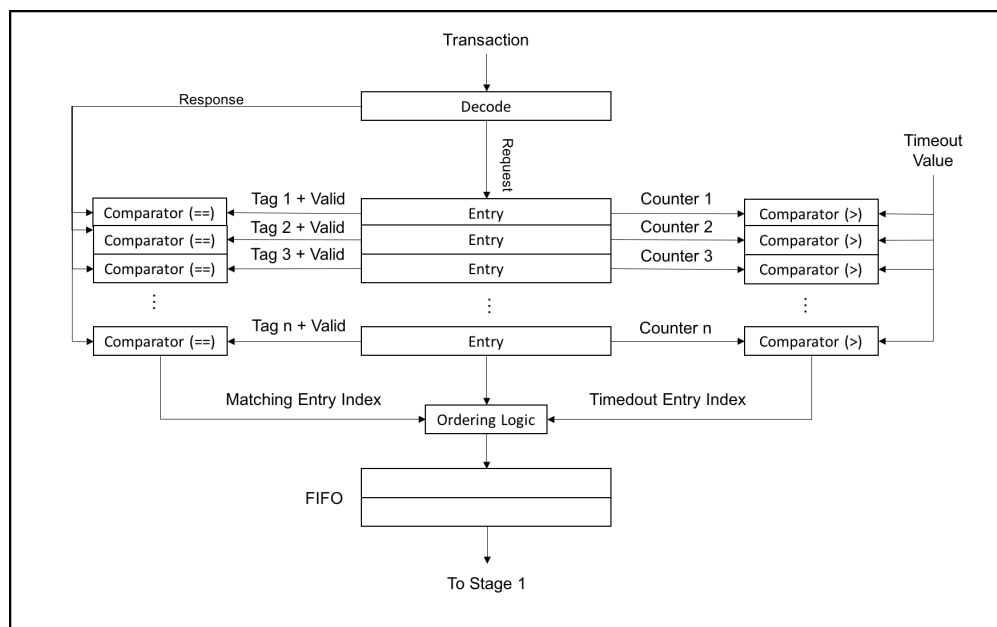 Transaction
Response
Decode
Request
Timeout
Value
Tag 1 + Valid
Counter 1
Comparator (==)
Entry
Comparator (>)
Tag 2 + Valid
Counter 2
Comparator (==)
Entry
Comparator (>)
Tag 3 + Valid
Counter 3
Comparator (==)
Entry
Comparator (>)
Tag n + Valid
Counter n
Comparator (==)
Entry
Comparator (>)
Matching Entry Index
Timedout Entry Index
Ordering Logic
FIFO
To Stage 1